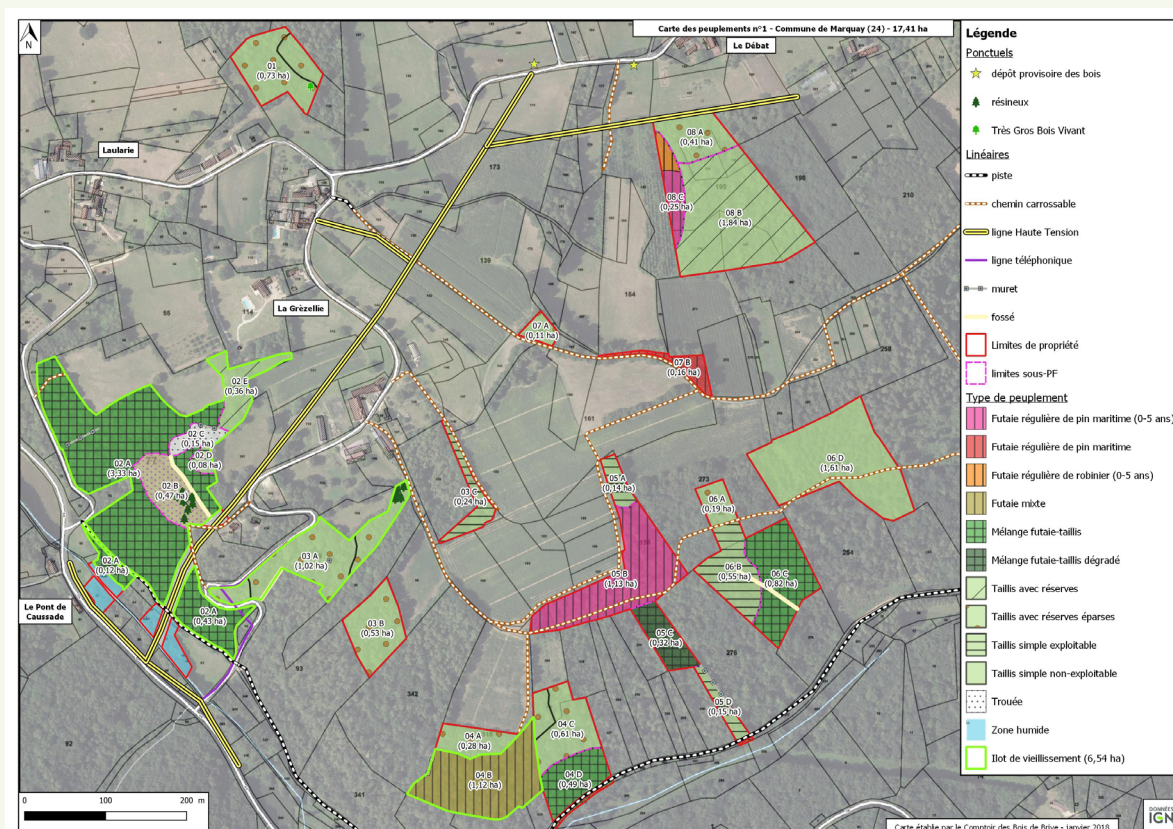 N
Carte des peuplements n°1 - Commune de Marquay (24) - 17,41 ha
Le Débat
01
(0,73 ha)
Laularie
173
08 A
(0,41 ha)
198
210
08 C
(0,25 ha)
08 B
(1,84 ha)
139
184
La Grèzellie
114
07 A
(0,11 ha)
07 B
(0,16 ha)
258
02 E
(0,36 ha)
161
02 C
(0,15 ha)
02 D
(0,08 ha)
02 A
(3,33 ha)
02 B
(0,47 ha)
03 C
(0,24 ha)
05 A
(0,14 ha)
273
06 A
(0,19 ha)
06 D
(1,61 ha)
03 A
(1,02 ha)
05 B
(1,13 ha)
06 B
(0,55 ha)
06 C
(0,82 ha)
264
02 A
(0,12 ha)
02 A
(0,43 ha)
Le Pont de
Caussade
03 B
(0,53 ha)
05 C
(0,32 ha)
276
93
342
05 D
(0,15 ha)
92
04 A
(0,28 ha)
04 C
(0,61 ha)
04 B
(1,12 ha)
04 D
(0,49 ha)
341
0 100 200 m
Légende
Ponctuels
dépôt provisoire des bois
résineux
Très Gros Bois Vivant
Linéaires
piste
chemin carrossable
ligne Haute Tension
ligne téléphonique
muret
fossé
Limites de propriété
limites sous-PF
Type de peuplement
Futaie régulière de pin maritime (0-5 ans)
Futaie régulière de pin maritime
Futaie régulière de robinier (0-5 ans)
Futaie mixte
Mélange futaie-taillis
Mélange futaie-taillis dégradé
Taillis avec réserves
Taillis avec réserves éparses
Taillis simple exploitable
Taillis simple non-exploitable
Trouée
Zone humide
Ilot de vieillissement (6,54 ha)
Carte établie par le Comptoir des Bois de Brive - janvier 2018
DONNÉES
IGN